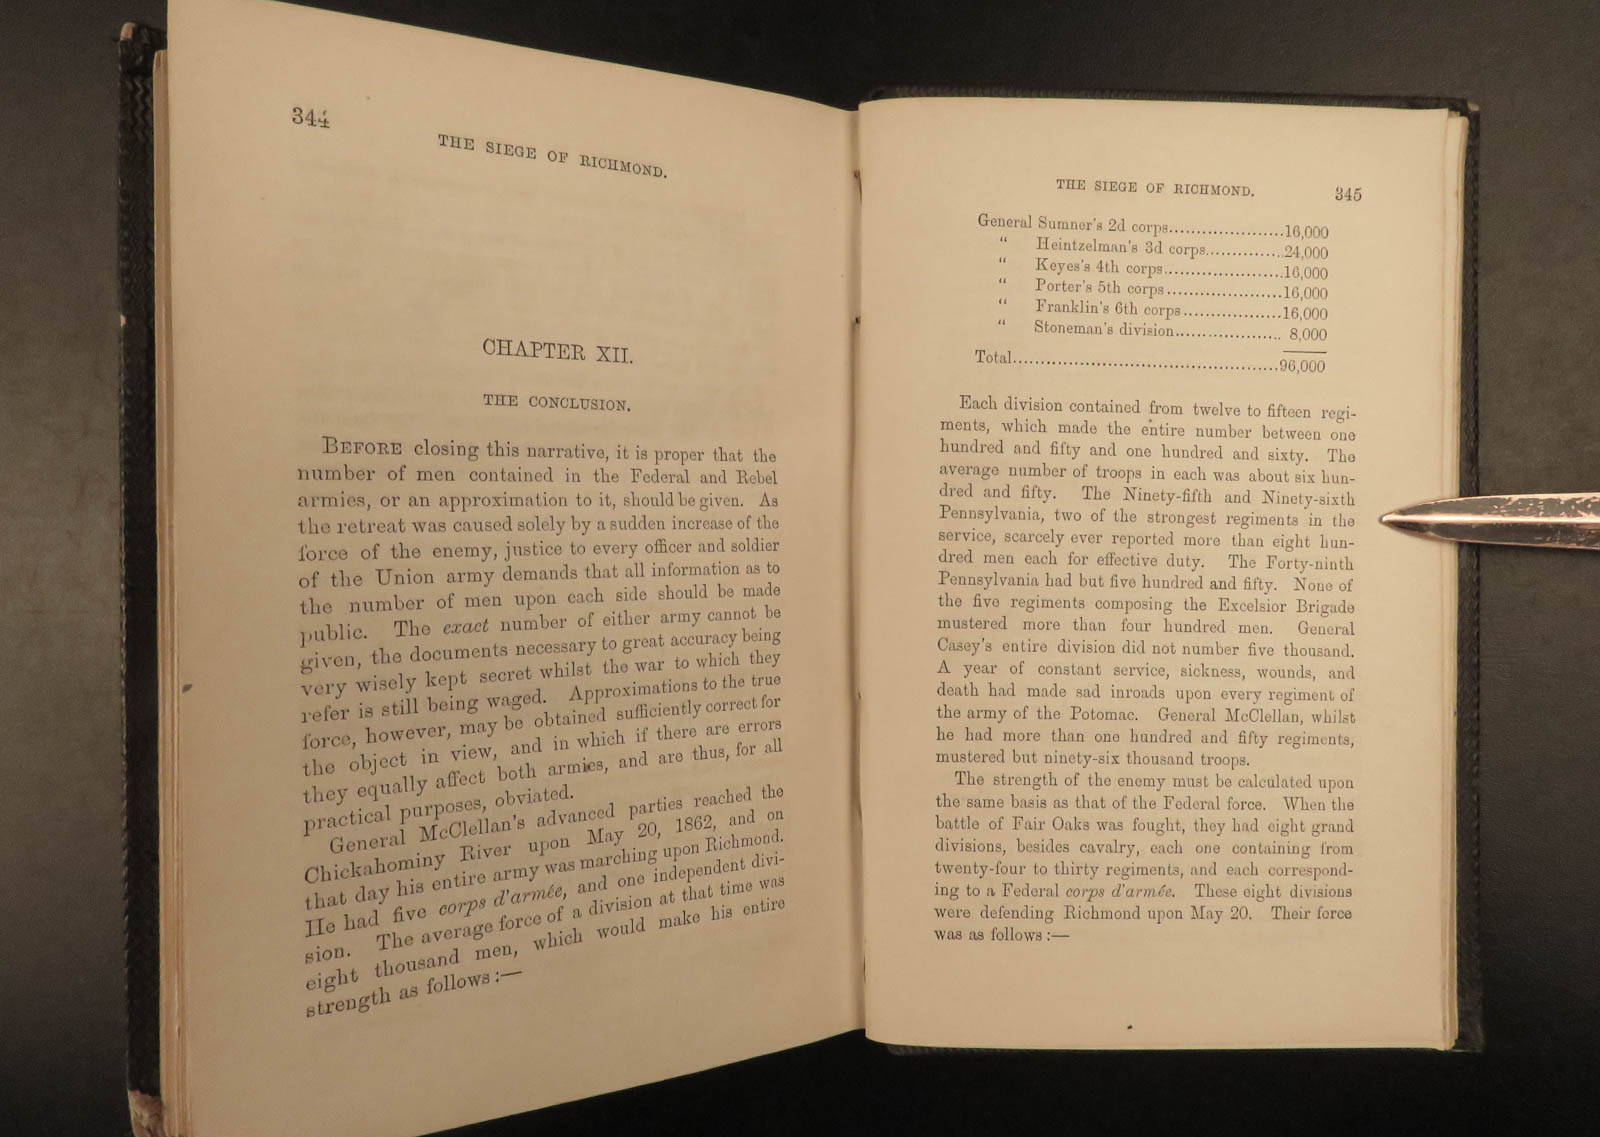 344
THE SIEGE OF RICHMOND.
CHAPTER XII.
THE CONCLUSION.
BEFORE closing this narrative, it is proper that the
number of men contained in the Federal and Rebel
armies, or an approximation to it, should be given. As
the retreat was caused solely by a sudden increase of the
force of the enemy, justice to every officer and soldier
of the Union army demands that all information as to
the number of men upon each side should be made
public. The exact number of either army cannot be
given, the documents necessary to great accuracy being
very wisely kept secret whilst the war to which they
refer is still being waged. Approximations to the true
force, however, may be obtained sufficiently correct for
the object in view, and in which if there are errors
they equally affect both armies, and are thus, for all
practical purposes, obviated.
General McClellan's advanced parties reached the
Chickahominy River upon May 20, 1862, and on
that day his entire army was marching upon Richmond.
He had five corps d'armée, and one independent divi-
sion. The average force of a division at that time was
eight thousand men, which would make his entire
strength as follows:—
THE SIEGE OF RICHMOND. 345
General Sumner's 2d corps.....................16,000
" Heintzelman's 3d corps..............24,000
" Keyes's 4th corps......................16,000
" Porter's 5th corps.....................16,000
" Franklin's 6th corps..................16,000
" Stoneman's division................... 8,000
Total................................................96,000
Each division contained from twelve to fifteen regi-
ments, which made the entire number between one
hundred and fifty and one hundred and sixty. The
average number of troops in each was about six hun-
dred and fifty. The Ninety-fifth and Ninety-sixth
Pennsylvania, two of the strongest regiments in the
service, scarcely ever reported more than eight hun-
dred men each for effective duty. The Forty-ninth
Pennsylvania had but five hundred and fifty. None of
the five regiments composing the Excelsior Brigade
mustered more than four hundred men. General
Casey's entire division did not number five thousand.
A year of constant service, sickness, wounds, and
death had made sad inroads upon every regiment of
the army of the Potomac. General McClellan, whilst
he had more than one hundred and fifty regiments,
mustered but ninety-six thousand troops.
The strength of the enemy must be calculated upon
the same basis as that of the Federal force. When the
battle of Fair Oaks was fought, they had eight grand
divisions, besides cavalry, each one containing from
twenty-four to thirty regiments, and each correspond-
ing to a Federal corps d'armée. These eight divisions
were defending Richmond upon May 20. Their force
was as follows:—